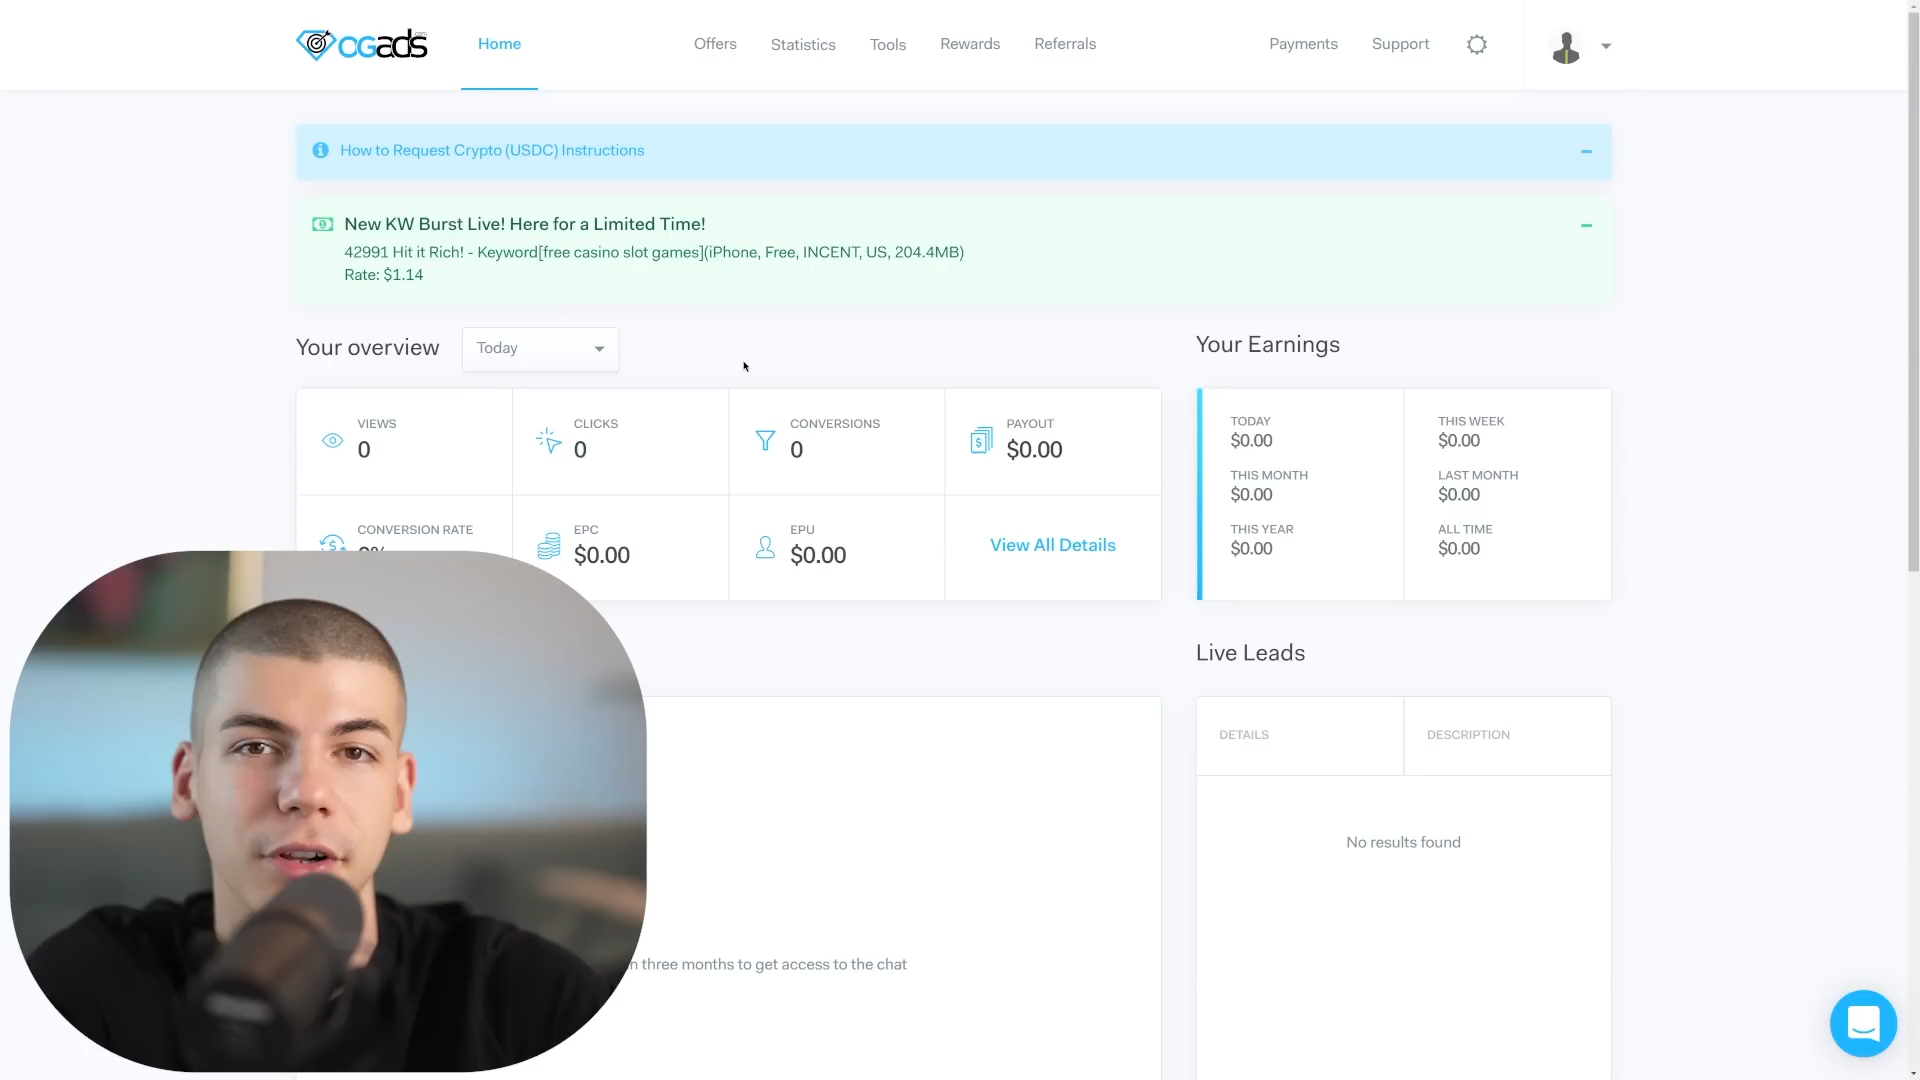 OGads
Home
Offers
Statistics
Tools
Rewards
Referrals
Payments
Support
How to Request Crypto (USDC) Instructions
New KW Burst Live! Here for a Limited Time!
42991 Hit it Rich! - Keyword[free casino slot games](iPhone, Free, INCENT, US, 204.4MB)
Rate: $1.14
Your overview
Today
VIEWS
0
CLICKS
0
CONVERSIONS
0
PAYOUT
$0.00
CONVERSION RATE
EPC
$0.00
EPU
$0.00
View All Details
Your Earnings
TODAY
$0.00
THIS WEEK
$0.00
THIS MONTH
$0.00
LAST MONTH
$0.00
THIS YEAR
$0.00
ALL TIME
$0.00
three months to get access to the chat
Live Leads
DETAILS
DESCRIPTION
No results found